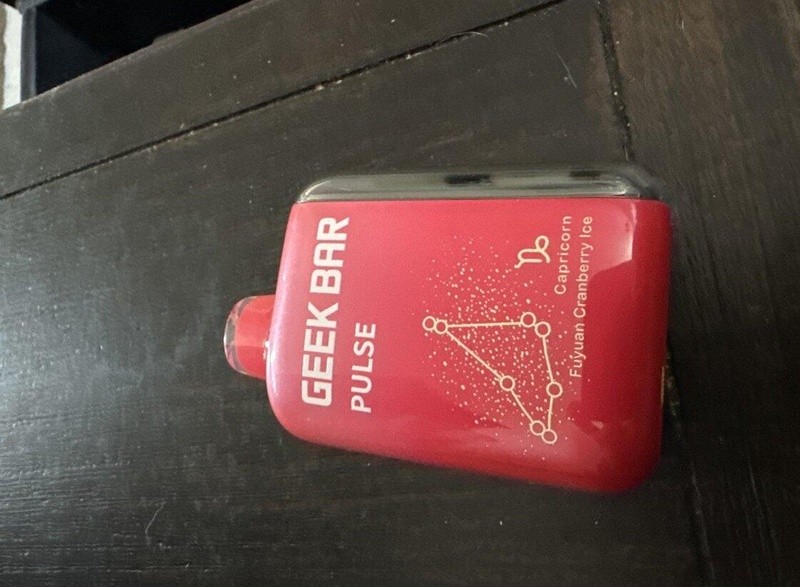 GEEK BAR
PULSE
Capricorn
Fuyuan Cranberry Ice